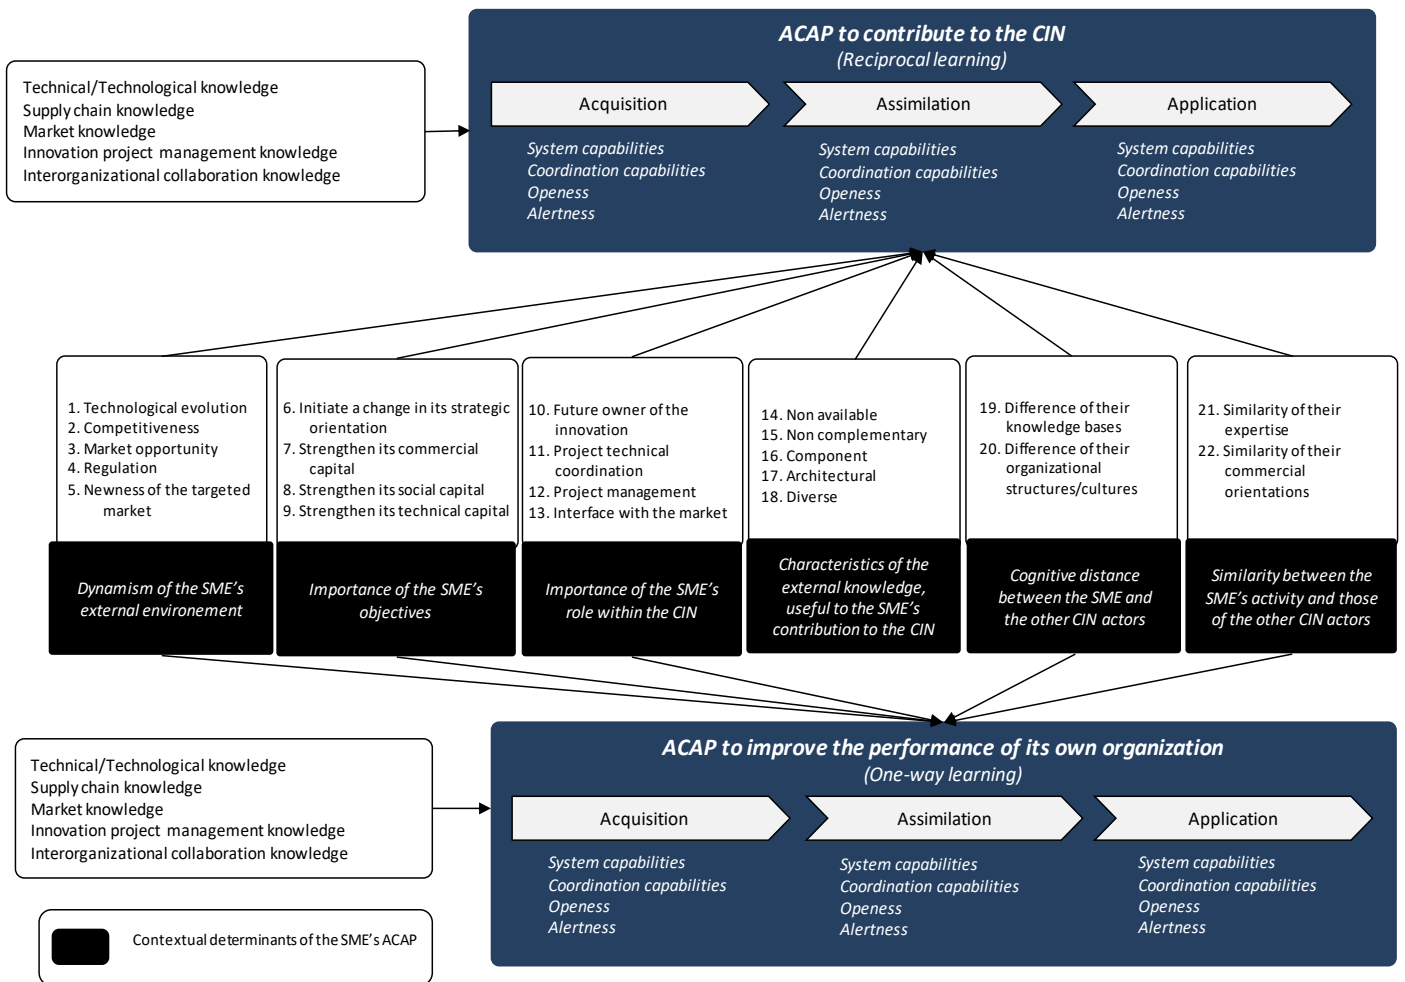 ACAP to contribute to the CIN
(Reciprocal learning)
Technical/Technological knowledge
Supply chain knowledge
Market knowledge
Innovation project management knowledge
Interorganizational collaboration knowledge
Acquisition
Assimilation
Application
System capabilities
Coordination capabilities
Openess
Alertness
System capabilities
Coordination capabilities
Openess
Alertness
System capabilities
Coordination capabilities
Openess
Alertness
1. Technological evolution
2. Competitiveness
3. Market opportunity
4. Regulation
5. Newness of the targeted
market
6. Initiate a change in its strategic
orientation
7. Strengthen its commercial
capital
8. Strengthen its social capital
9. Strengthen its technical capital
10. Future owner of the
innovation
11. Project technical
coordination
12. Project management
13. Interface with the market
14. Non available
15. Non complementary
16. Component
17. Architectural
18. Diverse
19. Difference of their
knowledge bases
20. Difference of their
organizational
structures/cultures
21. Similarity of their
expertise
22. Similarity of their
commercial
orientations
Dynamism of the SME's
external environement
Importance of the SME's
objectives
Importance of the SME's
role within the CIN
Characteristics of the
external knowledge,
useful to the SME's
contribution to the CIN
Cognitive distance
between the SME and
the other CIN actors
Similarity between the
SME's activity and those
of the other CIN actors
ACAP to improve the performance of its own organization
(One-way learning)
Technical/Technological knowledge
Supply chain knowledge
Market knowledge
Innovation project management knowledge
Interorganizational collaboration knowledge
Acquisition
Assimilation
Application
System capabilities
Coordination capabilities
Openess
Alertness
System capabilities
Coordination capabilities
Openess
Alertness
System capabilities
Coordination capabilities
Openess
Alertness
Contextual determinants of the SME's ACAP